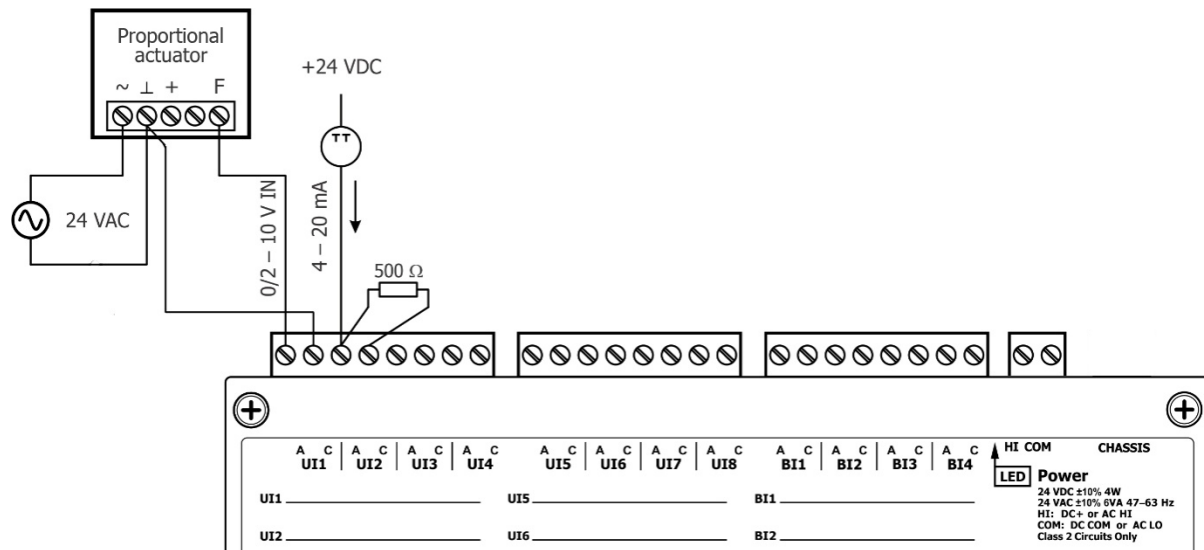 Proportional
actuator
~ ⊥ + F
+24 VDC
TT
24 VAC
0/2 – 10 V IN
4 – 20 mA
500 Ω
A C A C A C A C A C A C A C A C A C A C A C A C HI COM CHASSIS
UI1 UI2 UI3 UI4 UI5 UI6 UI7 UI8 BI1 BI2 BI3 BI4
LED Power
24 VDC ±10% 4W
24 VAC ±10% 6VA 47–63 Hz
HI: DC+ or AC HI
COM: DC COM or AC LO
Class 2 Circuits Only
UI1 UI5 BI1
UI2 UI6 BI2